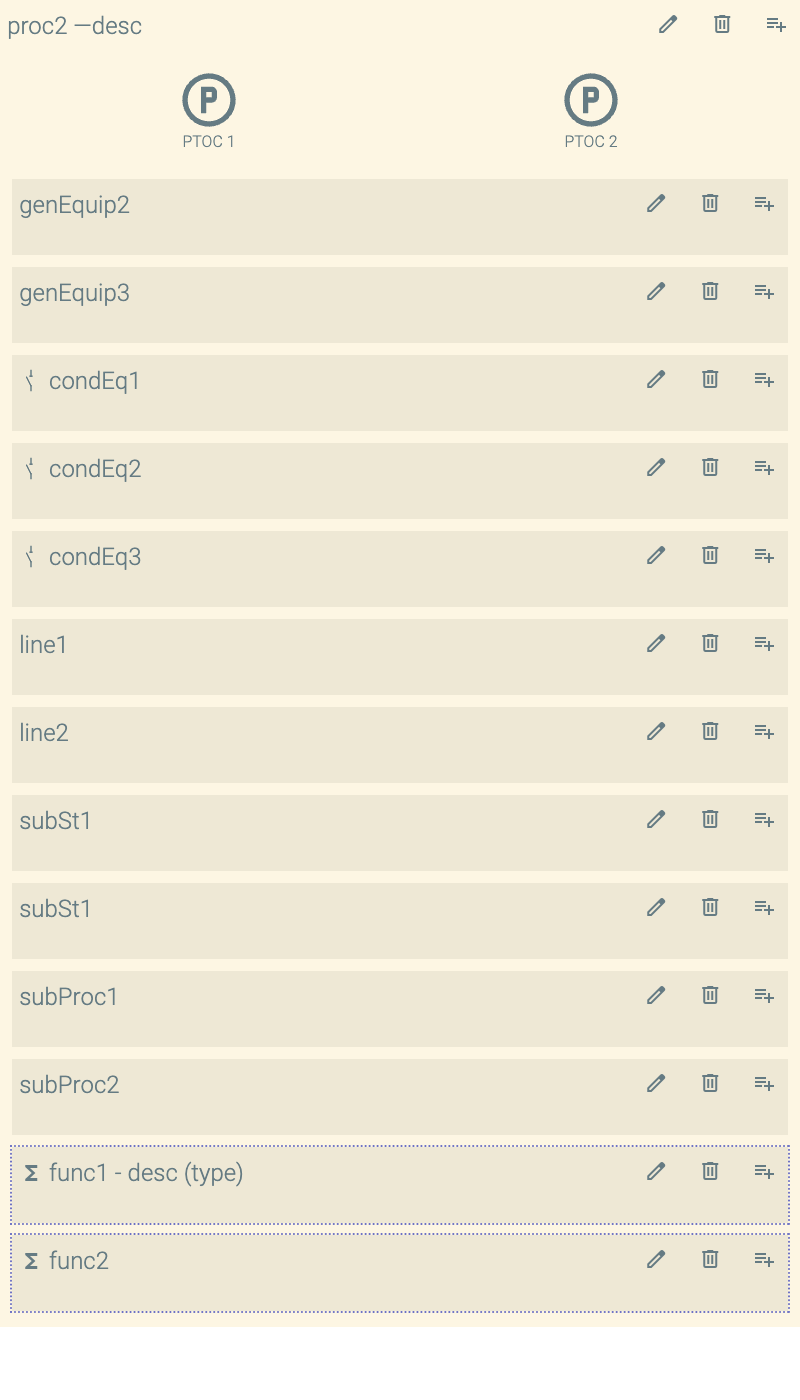 proc2 —desc
PTOC 1
PTOC 2
genEquip2
genEquip3
condEq1
condEq2
condEq3
line1
line2
subSt1
subSt1
subProc1
subProc2
func1 - desc (type)
func2